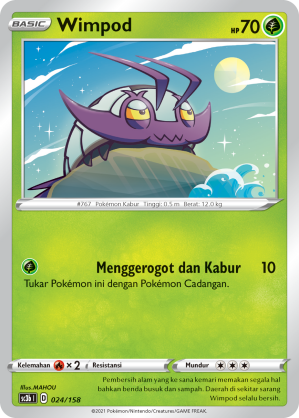 BASIC Wimpod HP 70
#767 Pokémon Kabur Tinggi: 0.5 m Berat: 12.0 kg
Menggerogot dan Kabur 10
Tukar Pokémon ini dengan Pokémon Cadangan.
Kelemahan × 2 Resistansi Mundur
Illus. MAHOU
Pembersih alam yang ke sana kemari memakan segala hal
bahkan benda busuk dan sampah. Daerah di sekitar sarang
Wimpod selalu bersih.
sc3b I D 024/158
©2021 Pokémon/Nintendo/Creatures/GAME FREAK.